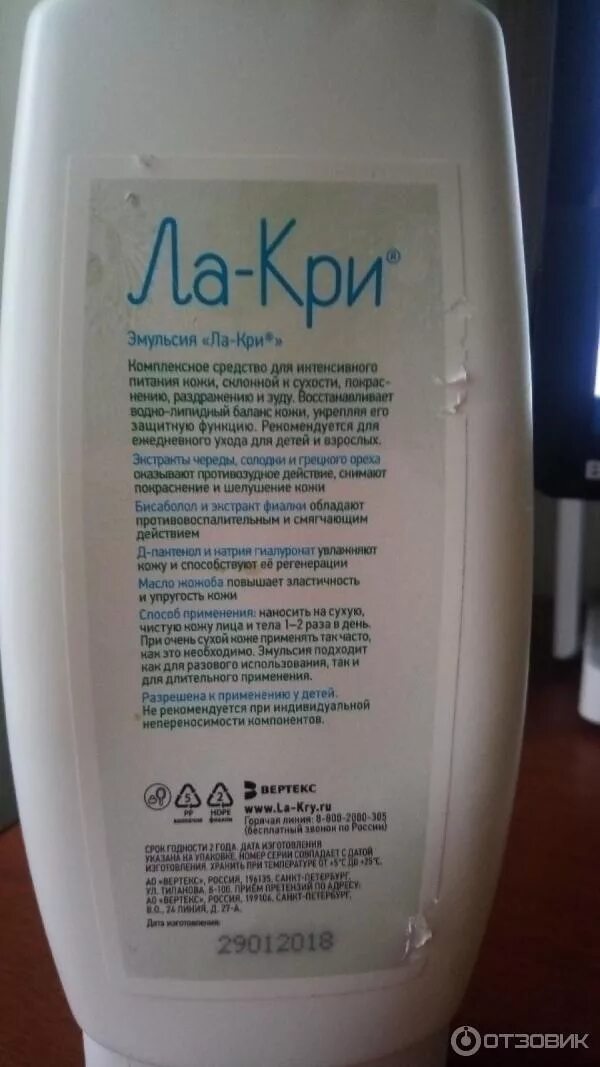 Ла-Кри®
Эмульсия «Ла-Кри®»
Комплексное средство для интенсивного
питания кожи, склонной к сухости, покрас-
нению, раздражению и зуду. Восстанавливает
водно-липидный баланс кожи, укрепляя его
защитную функцию. Рекомендуется для
ежедневного ухода для детей и взрослых.
Экстракты череды, солодки и грецкого ореха
оказывают противозудное действие, снимают
покраснение и шелушение кожи
Бисаболол и экстракт фиалки обладают
противовоспалительным и смягчающим
действием
Д-пантенол и натрия гиалуронат увлажняют
кожу и способствуют её регенерации
Масло жожоба повышает эластичность
и упругость кожи
Способ применения: наносить на сухую,
чистую кожу лица и тела 1–2 раза в день.
При очень сухой коже применять так часто,
как это необходимо. Эмульсия подходит
как для разового использования, так и
для длительного применения.
Разрешена к применению у детей.
Не рекомендуется при индивидуальной
непереносимости компонентов.
5 2 ВЕРТЕКС
PP HDPE www.La-Kry.ru
колпачок флакон Горячая линия: 8-800-2000-305
(бесплатный звонок по России)
СРОК ГОДНОСТИ 2 ГОДА. ДАТА ИЗГОТОВЛЕНИЯ
УКАЗАНА НА УПАКОВКЕ. НОМЕР СЕРИИ СОВПАДАЕТ С ДАТОЙ
ИЗГОТОВЛЕНИЯ. ХРАНИТЬ ПРИ ТЕМПЕРАТУРЕ ОТ +5°С ДО +25°С.
АО «ВЕРТЕКС», РОССИЯ, 196135, САНКТ-ПЕТЕРБУРГ,
УЛ. ТИПАНОВА, 8-100. ПРИЁМ ПРЕТЕНЗИЙ ПО АДРЕСУ:
АО «ВЕРТЕКС», РОССИЯ, 199106, САНКТ-ПЕТЕРБУРГ,
В.О., 24 ЛИНИЯ, Д. 27-А.
Дата изготовления:
29012018
ОТЗОВИК